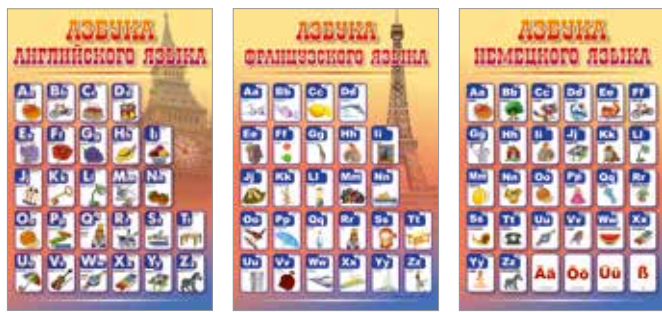 АЗБУКА
АНГЛИЙСКОГО ЯЗЫКА
Aa Bb Cc Dd
Ee Ff Gg Hh Ii
Jj Kk Ll Mm Nn
Oo Pp Qq Rr Ss Tt
Uu Vv Ww Xx Yy Zz
АЗБУКА
ФРАНЦУЗСКОГО ЯЗЫКА
Aa Bb Cc Dd
Ee Ff Gg Hh Ii
Jj Kk Ll Mm Nn
Oo Pp Qq Rr Ss Tt
Uu Vv Ww Xx Yy Zz
АЗБУКА
НЕМЕЦКОГО ЯЗЫКА
Aa Bb Cc Dd Ee Ff
Gg Hh Ii Jj Kk Ll
Mm Nn Oo Pp Qq Rr
Ss Tt Uu Vv Ww Xx
Yy Zz Ää Öö Üü ß